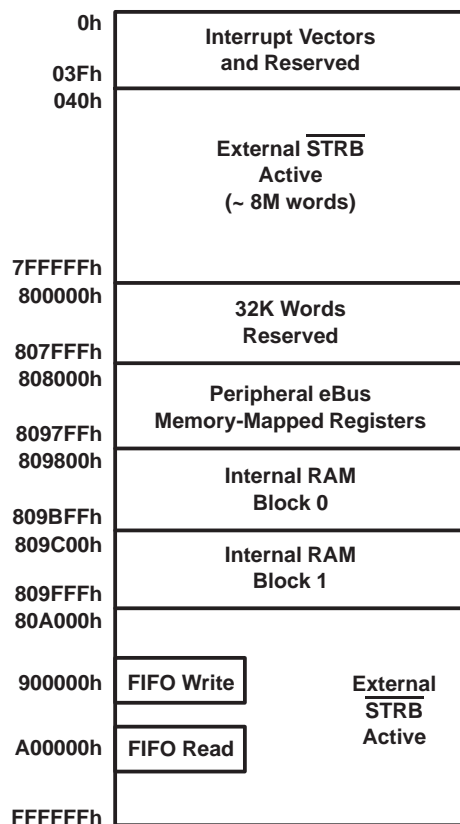 0h
Interrupt Vectors
and Reserved
03Fh
040h
External STRB
Active
(~ 8M words)
7FFFFFh
800000h
32K Words
Reserved
807FFFh
808000h
Peripheral eBus
Memory-Mapped Registers
8097FFh
809800h
Internal RAM
Block 0
809BFFh
809C00h
Internal RAM
Block 1
809FFFh
80A000h
900000h
FIFO Write
External
STRB
Active
A00000h
FIFO Read
FFFFFFh